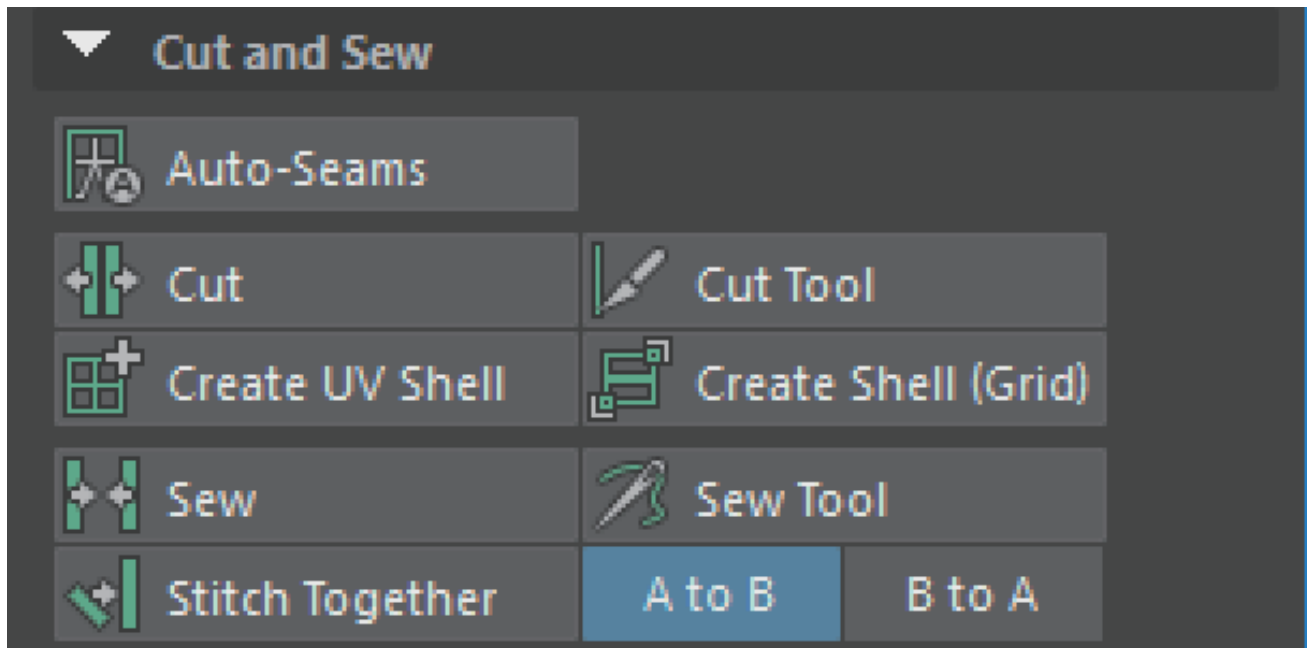 Cut and Sew
Auto-Seams
Cut
Cut Tool
Create UV Shell
Create Shell (Grid)
Sew
Sew Tool
Stitch Together
A to B
B to A